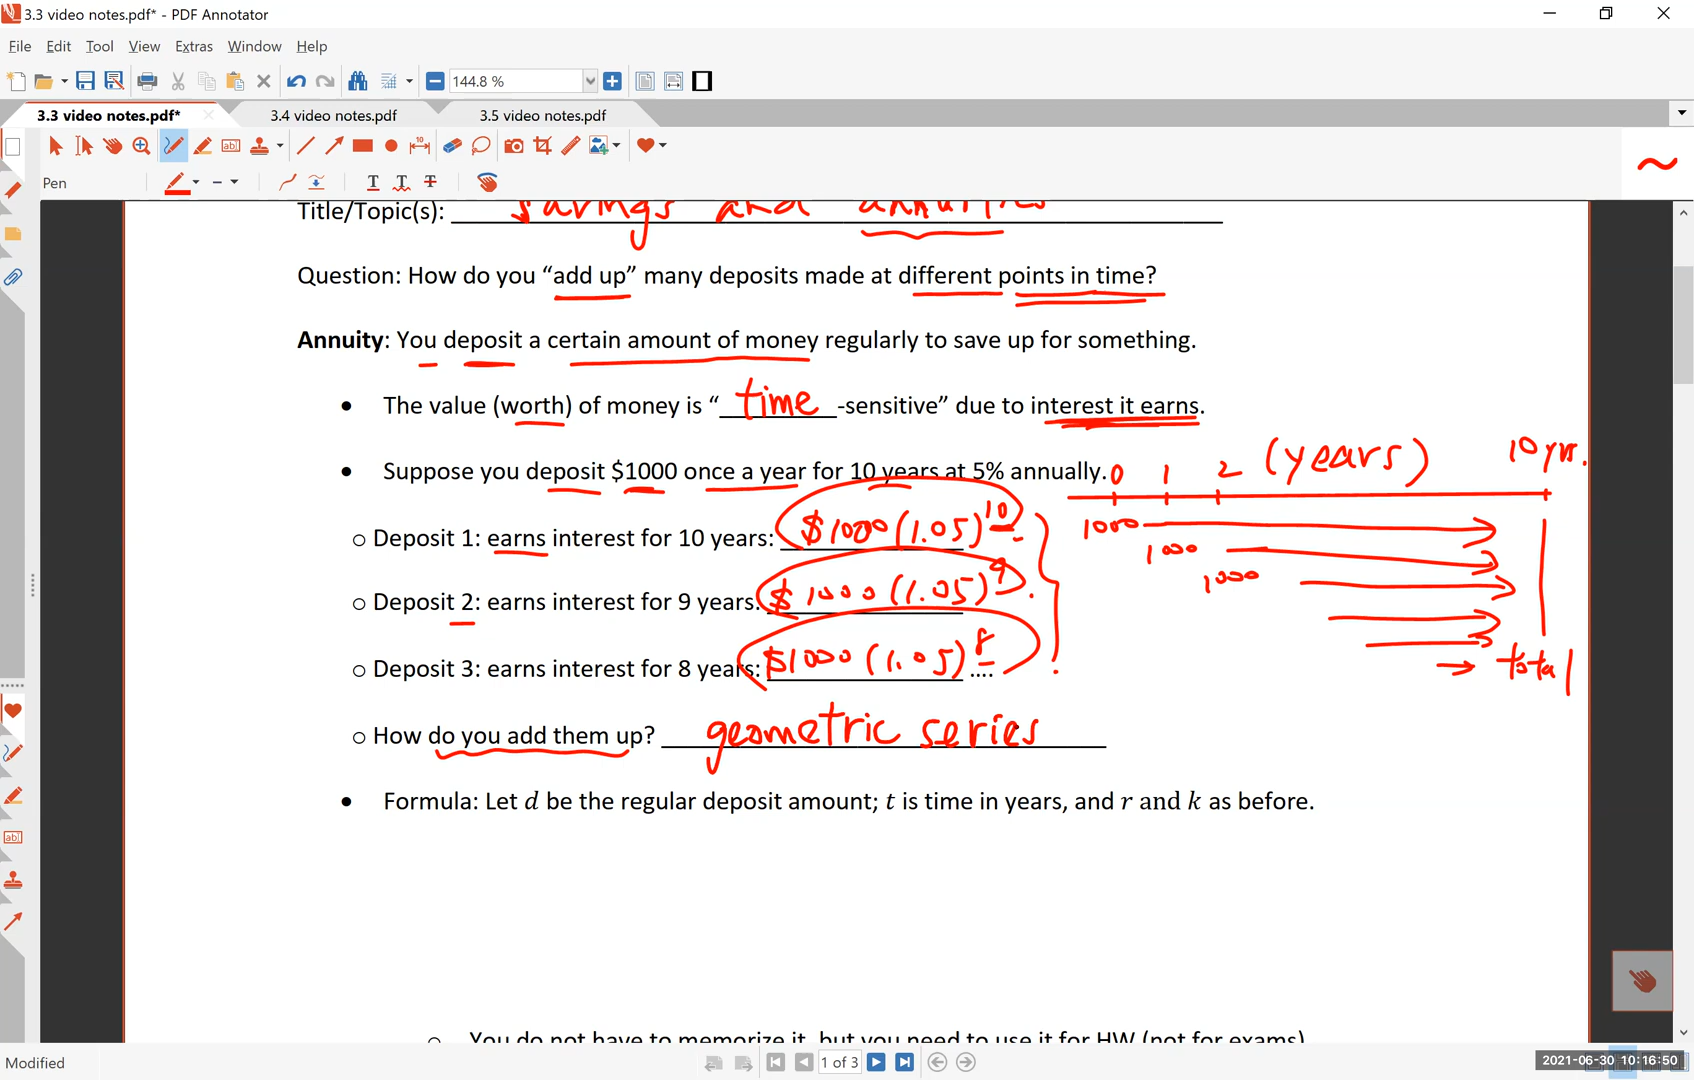 3.3 video notes.pdf* - PDF Annotator
File Edit Tool View Extras Window Help
144.8 %
3.3 video notes.pdf* 3.4 video notes.pdf 3.5 video notes.pdf
Pen
Title/Topic(s): savings and annuities
Question: How do you “add up” many deposits made at different points in time?
Annuity: You deposit a certain amount of money regularly to save up for something.
• The value (worth) of money is “time-sensitive” due to interest it earns.
• Suppose you deposit $1000 once a year for 10 years at 5% annually.
0 1 2 (years) 10 yrs.
o Deposit 1: earns interest for 10 years: $1000(1.05)^10
1000
1000
1000
o Deposit 2: earns interest for 9 years: $1000(1.05)^9
o Deposit 3: earns interest for 8 years: $1000(1.05)^8 ....
→ total
o How do you add them up? geometric series
• Formula: Let d be the regular deposit amount; t is time in years, and r and k as before.
o You do not have to memorize it, but you need to use it for HW (not for exams)
Modified
1 of 3
2021-06-30 10:16:50